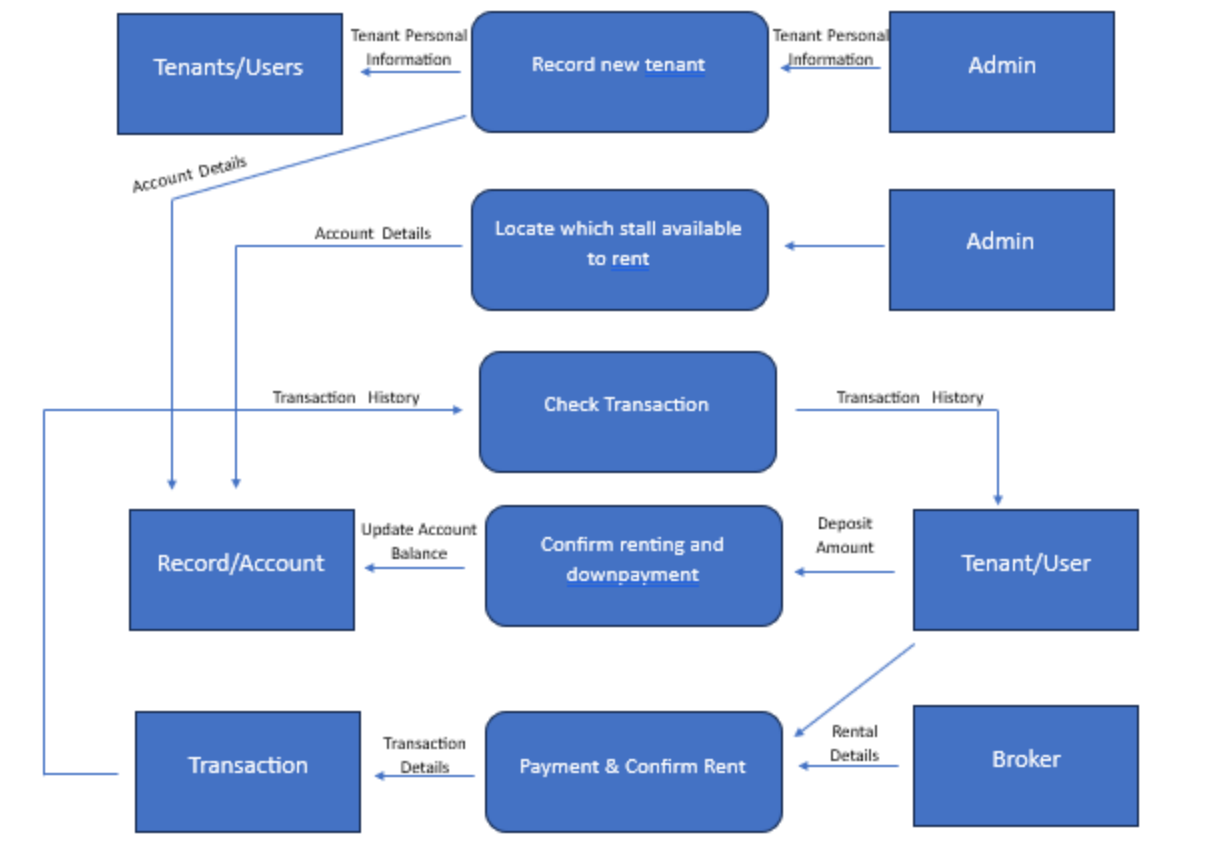 Tenants/Users
Tenant Personal
Information
Record new tenant
Tenant Personal
Information
Admin
Account Details
Account Details
Locate which stall available
to rent
Admin
Transaction History
Check Transaction
Transaction History
Record/Account
Update Account
Balance
Confirm renting and
downpayment
Deposit
Amount
Tenant/User
Transaction
Transaction
Details
Payment & Confirm Rent
Rental
Details
Broker